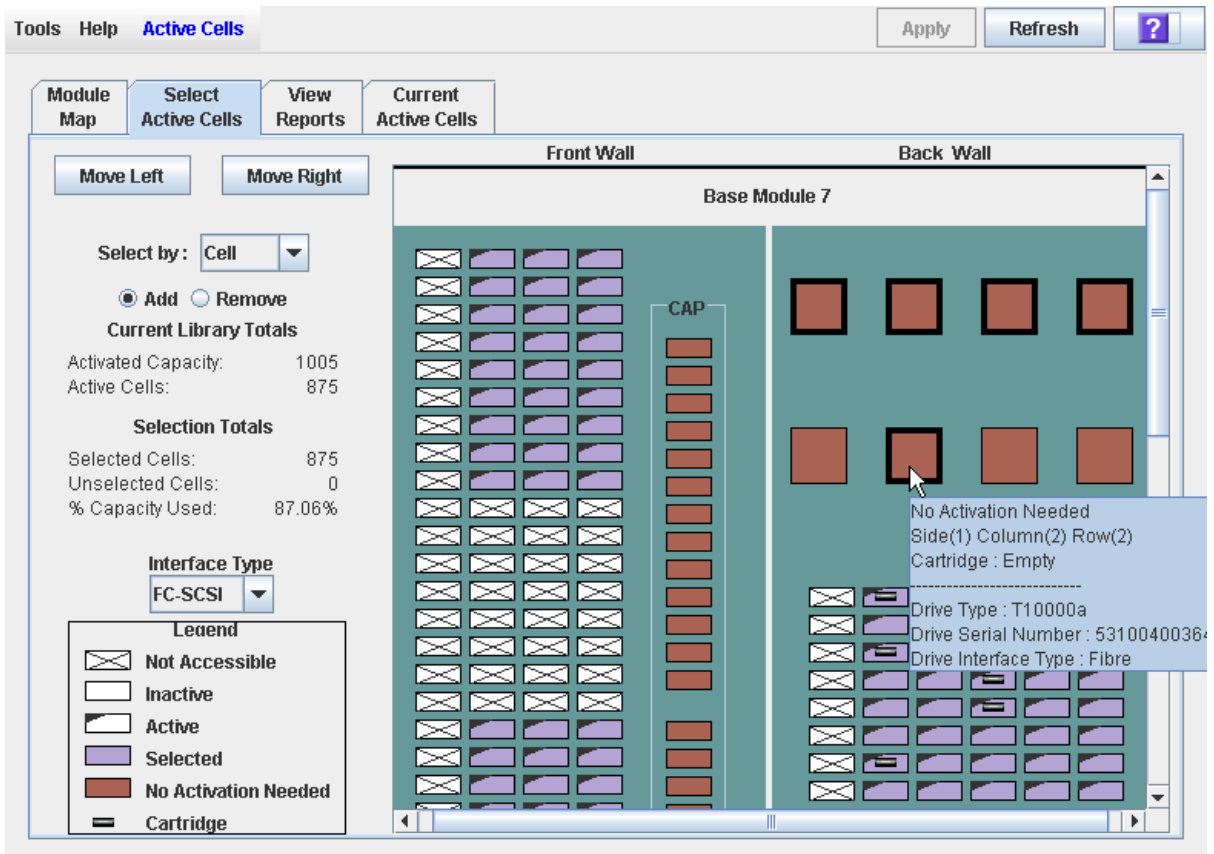 Tools Help Active Cells
Apply Refresh ?
Module Map
Select Active Cells
View Reports
Current Active Cells
Move Left Move Right
Select by : Cell
Add Remove
Current Library Totals
Activated Capacity: 1005
Active Cells: 875
Selection Totals
Selected Cells: 875
Unselected Cells: 0
% Capacity Used: 87.06%
Interface Type
FC-SCSI
Legend
Not Accessible
Inactive
Active
Selected
No Activation Needed
Cartridge
Front Wall Back Wall
Base Module 7
CAP
No Activation Needed
Side(1) Column(2) Row(2)
Cartridge : Empty
----------------------------
Drive Type : T10000a
Drive Serial Number : 53100400364
Drive Interface Type : Fibre